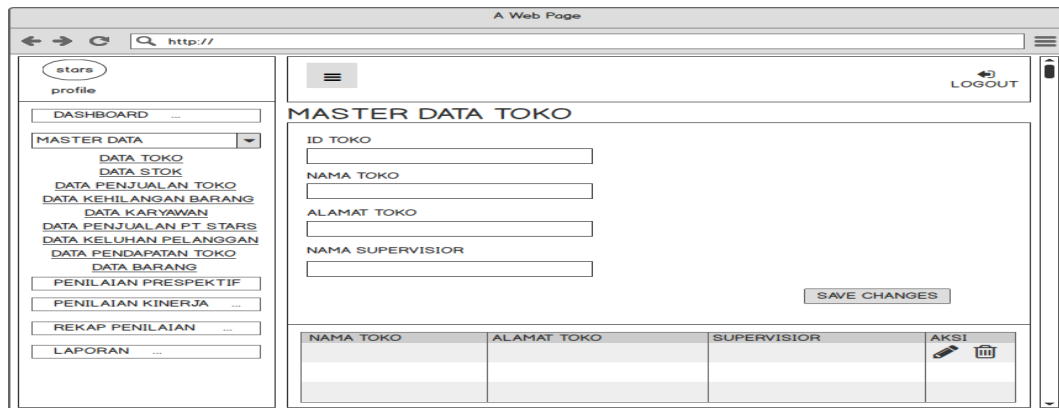 A Web Page
http://
stars
profile
DASHBOARD ...
MASTER DATA
DATA TOKO
DATA STOK
DATA PENJUALAN TOKO
DATA KEHILANGAN BARANG
DATA KARYAWAN
DATA PENJUALAN PT STARS
DATA KELUHAN PELANGGAN
DATA PENDAPATAN TOKO
DATA BARANG
PENILAIAN PRESPEKTIF
PENILAIAN KINERJA ...
REKAP PENILAIAN ...
LAPORAN ...
LOGOUT
MASTER DATA TOKO
ID TOKO
NAMA TOKO
ALAMAT TOKO
NAMA SUPERVISIOR
SAVE CHANGES
NAMA TOKO ALAMAT TOKO SUPERVISIOR AKSI